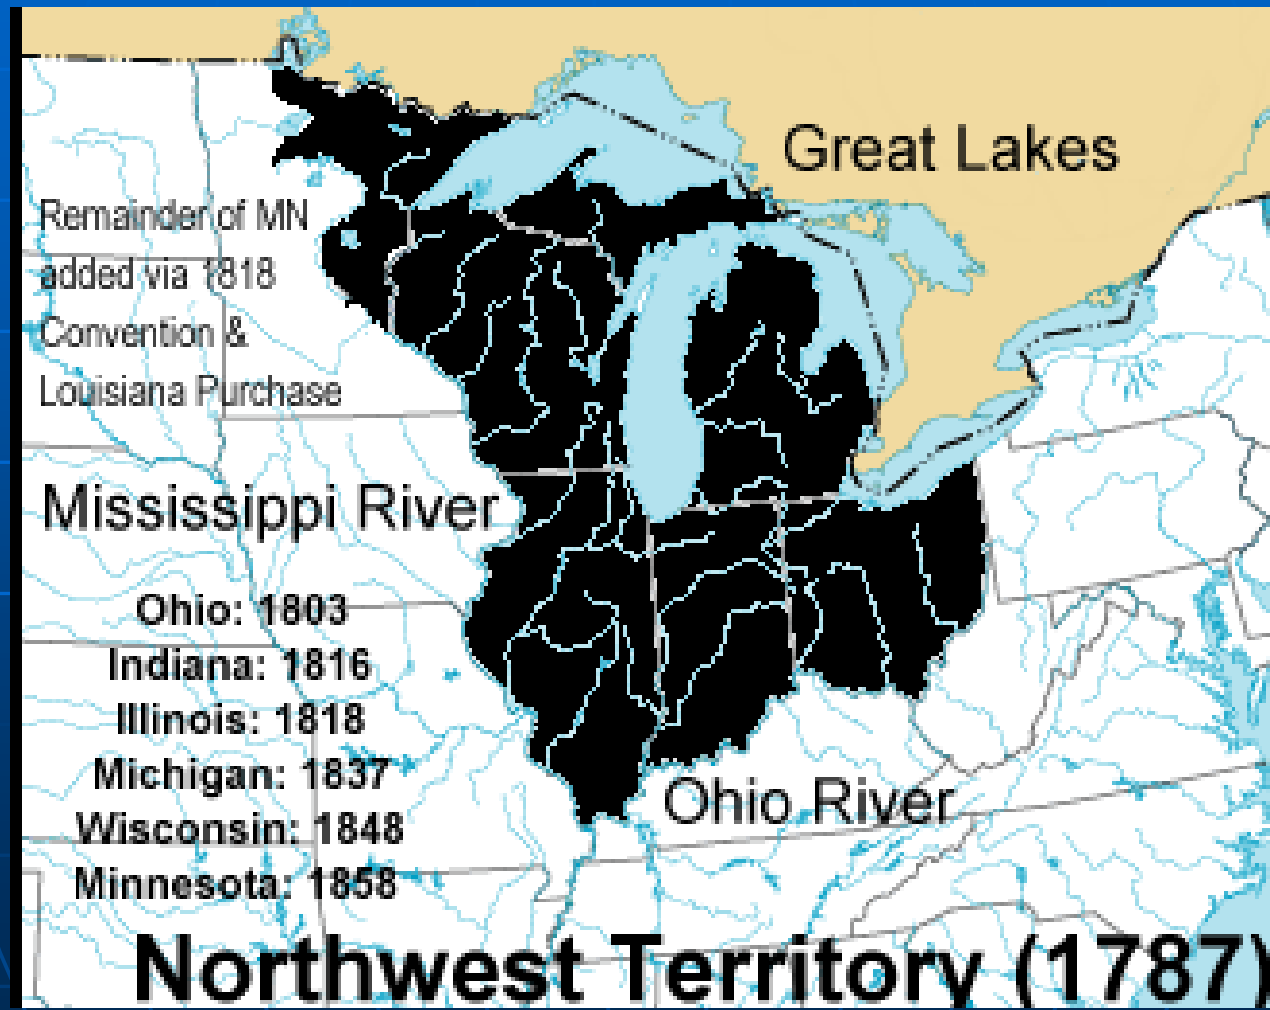 Great Lakes
Remainder of MN
added via 1818
Convention &
Louisiana Purchase
Mississippi River
Ohio: 1803
Indiana: 1816
Illinois: 1818
Michigan: 1837
Wisconsin: 1848
Minnesota: 1858
Ohio River
Northwest Territory (1787)